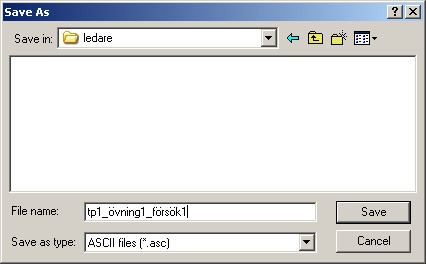 Save As
Save in: ledare
File name: tp1_övning1_försök1 Save
Save as type: ASCII files (*.asc) Cancel